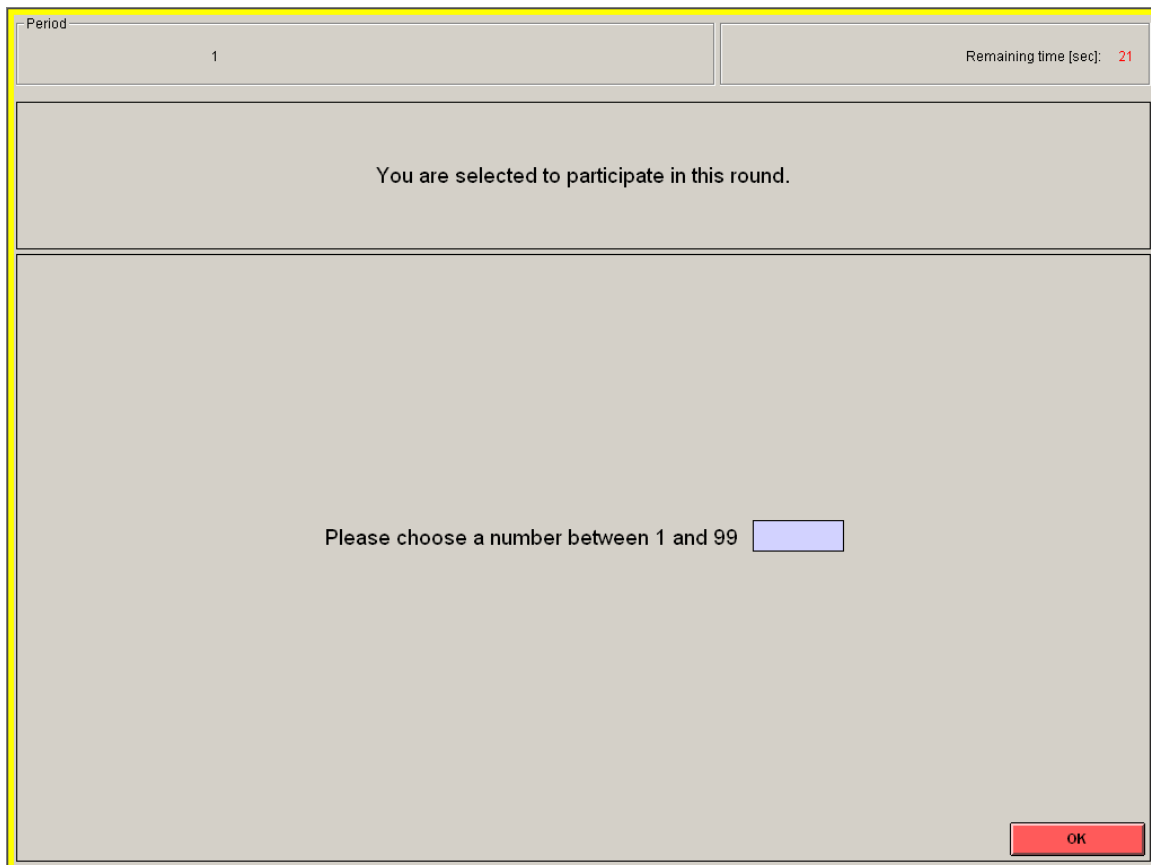 Period
1
Remaining time [sec]: 21
You are selected to participate in this round.
Please choose a number between 1 and 99
OK